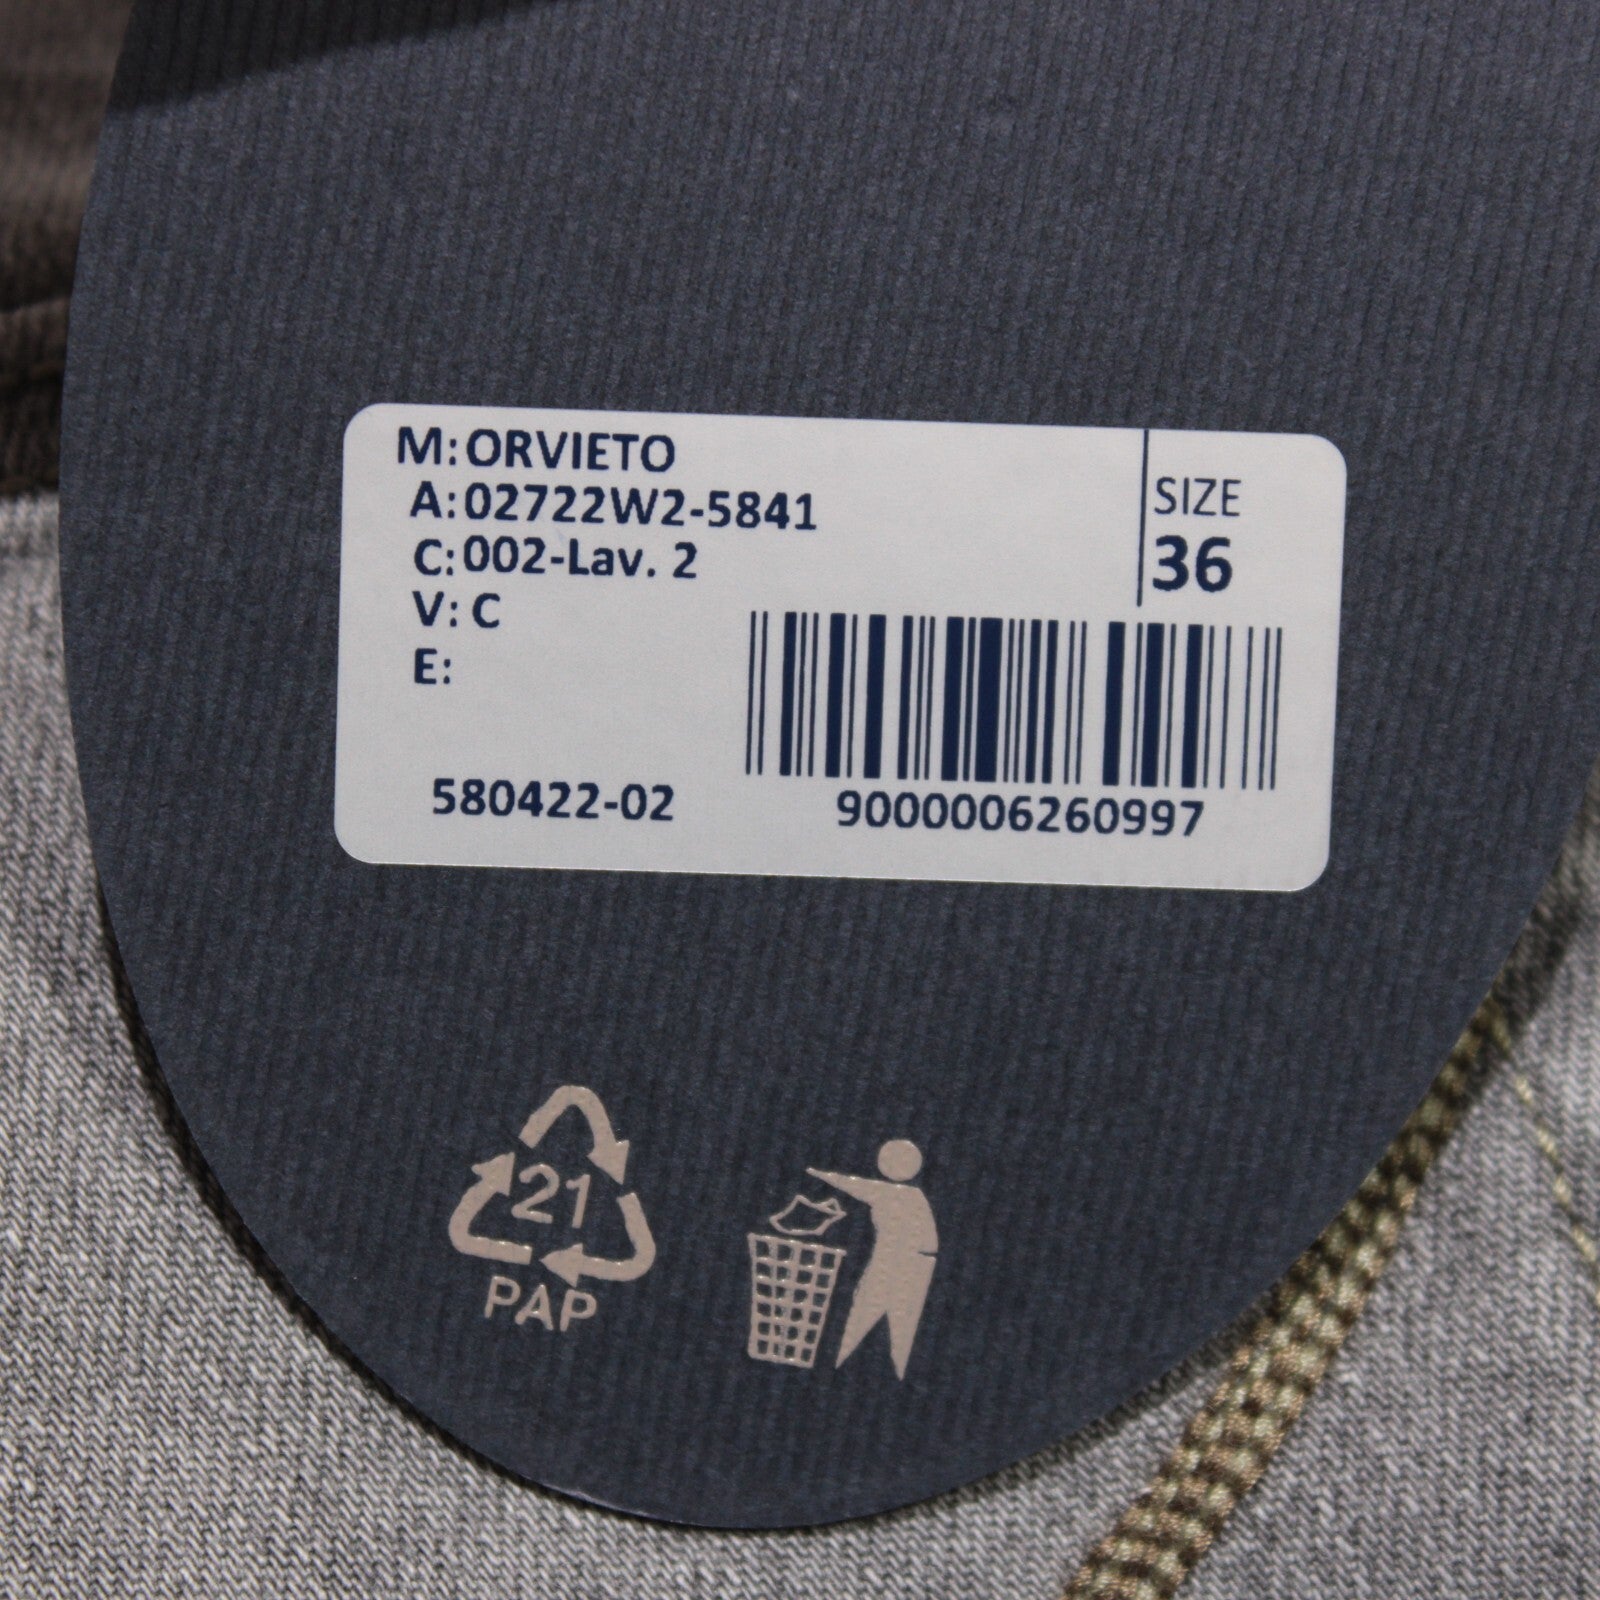 M: ORVIETO
A: 02722W2-5841
C: 002-Lav. 2
V: C
E:
SIZE
36
580422-02
9000006260997
21
PAP